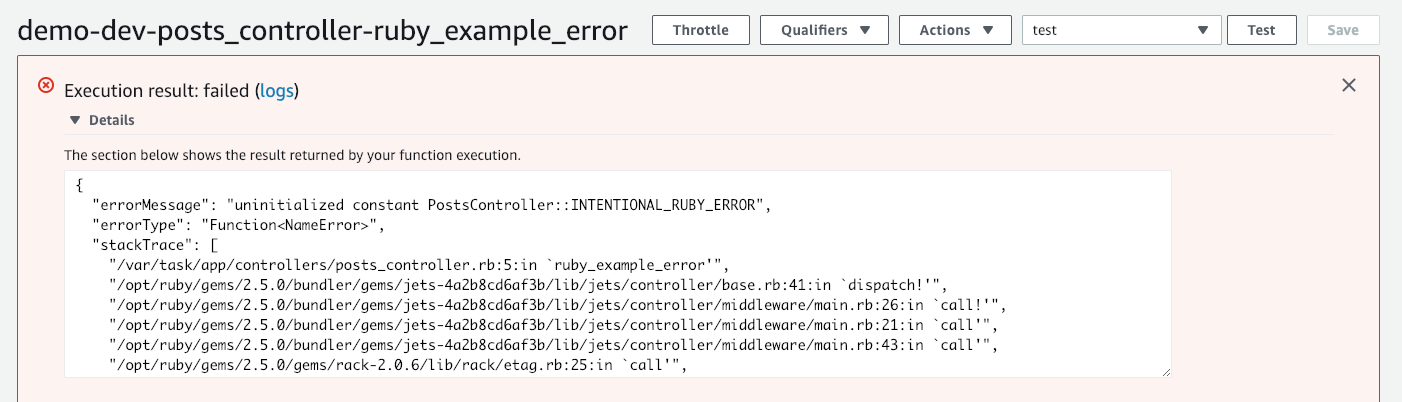 demo-dev-posts_controller-ruby_example_error Throttle Qualifiers Actions test Test Save
Execution result: failed (logs)
Details
The section below shows the result returned by your function execution.
{
  "errorMessage": "uninitialized constant PostsController::INTENTIONAL_RUBY_ERROR",
  "errorType": "Function<NameError>",
  "stackTrace": [
    "/var/task/app/controllers/posts_controller.rb:5:in `ruby_example_error'",
    "/opt/ruby/gems/2.5.0/bundler/gems/jets-4a2b8cd6af3b/lib/jets/controller/base.rb:41:in `dispatch!'",
    "/opt/ruby/gems/2.5.0/bundler/gems/jets-4a2b8cd6af3b/lib/jets/controller/middleware/main.rb:26:in `call!'",
    "/opt/ruby/gems/2.5.0/bundler/gems/jets-4a2b8cd6af3b/lib/jets/controller/middleware/main.rb:21:in `call'",
    "/opt/ruby/gems/2.5.0/bundler/gems/jets-4a2b8cd6af3b/lib/jets/controller/middleware/main.rb:43:in `call'",
    "/opt/ruby/gems/2.5.0/gems/rack-2.0.6/lib/rack/etag.rb:25:in `call'",